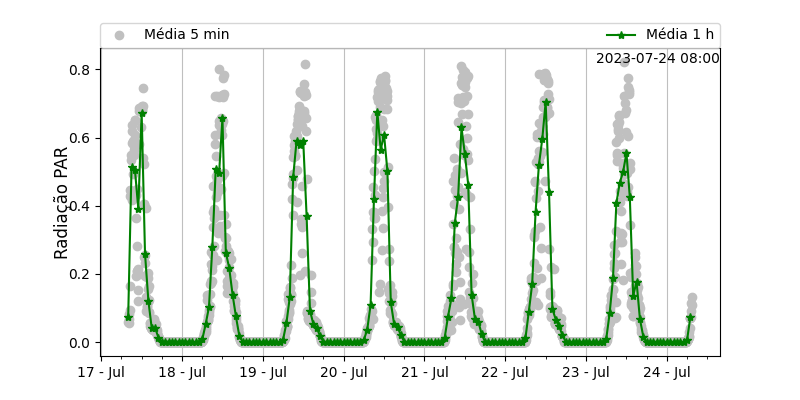 Média 5 min
Média 1 h
2023-07-24 08:00
Radiação PAR
0.8
0.6
0.4
0.2
0.0
17 - Jul
18 - Jul
19 - Jul
20 - Jul
21 - Jul
22 - Jul
23 - Jul
24 - Jul